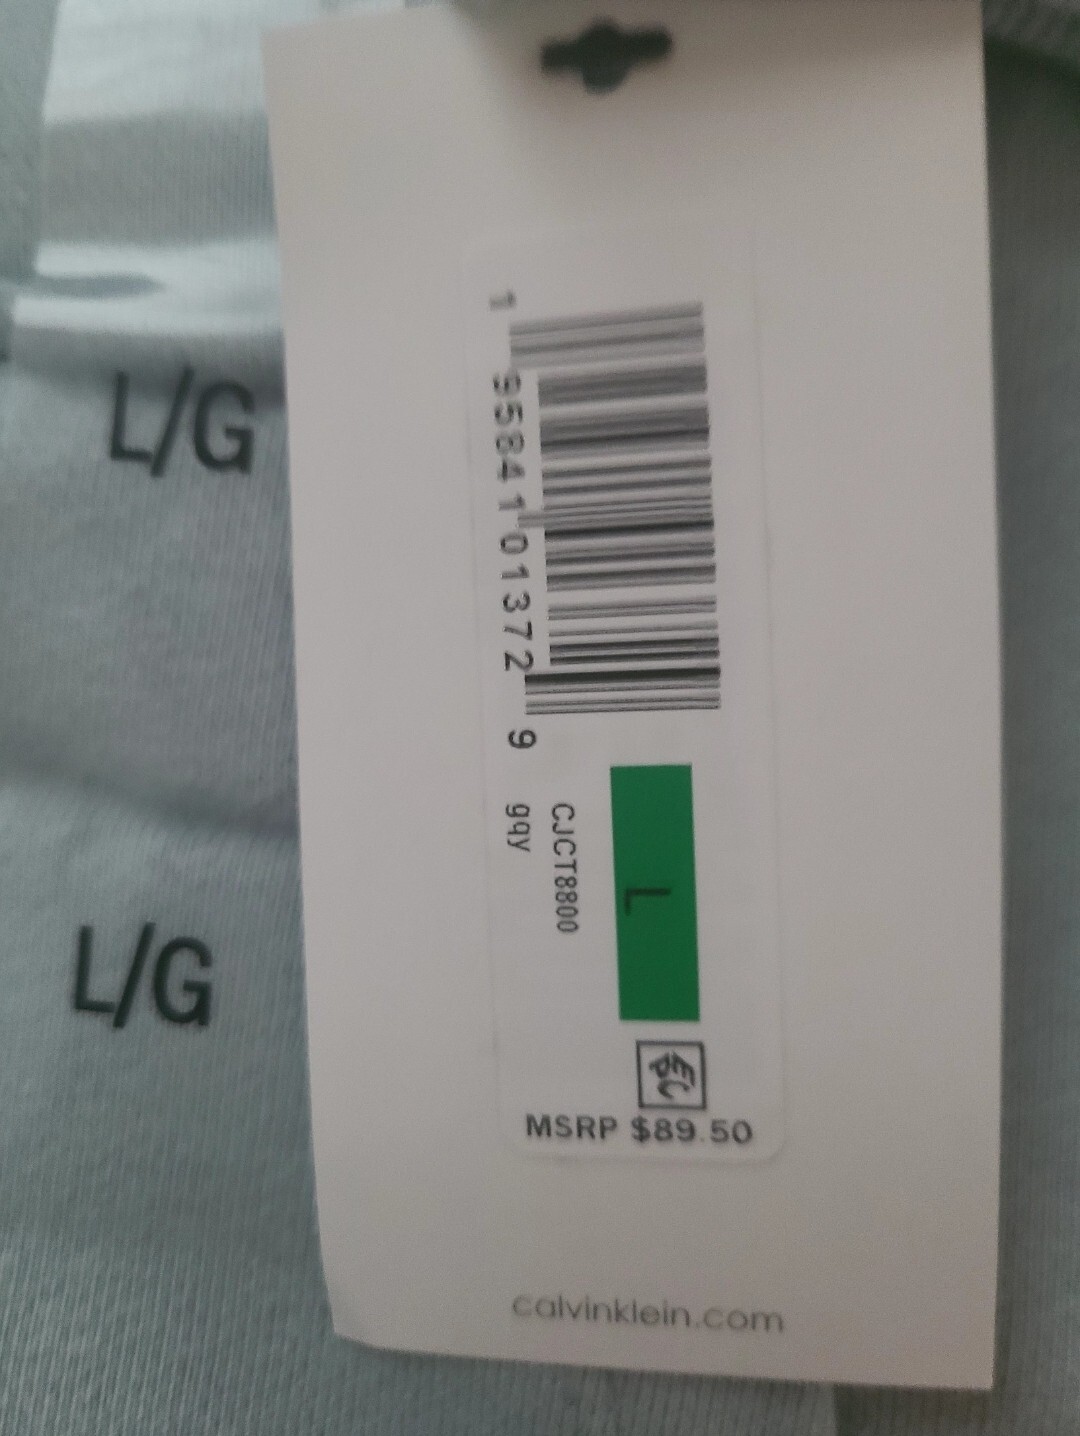 L/G
L/G
1 95841 01372 9
CJCT8800
gqy
L
MSRP $89.50
calvinklein.com